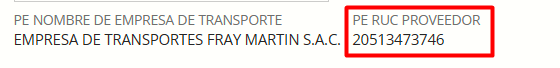 PE NOMBRE DE EMPRESA DE TRANSPORTE PE RUC PROVEEDOR
EMPRESA DE TRANSPORTES FRAY MARTIN S.A.C. 20513473746